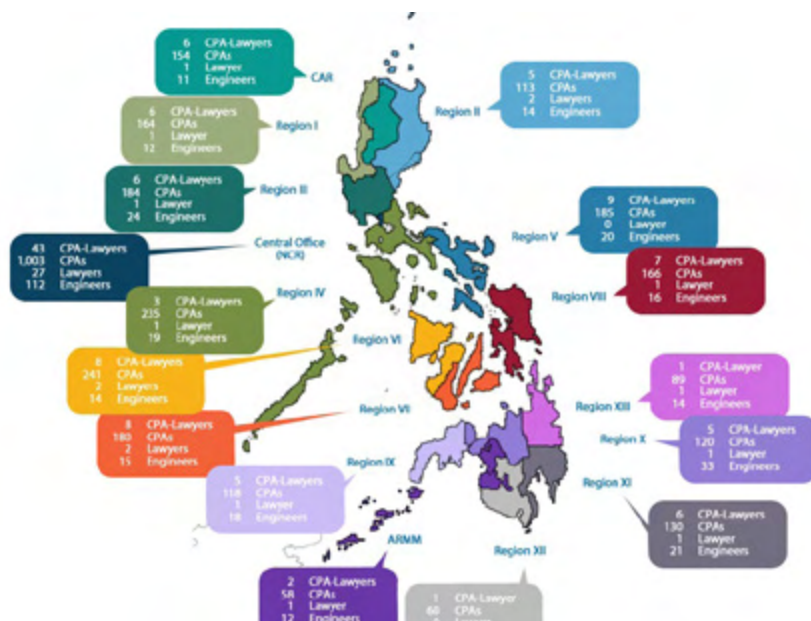 6 CPA-Lawyers
154 CPAs
1 Lawyer
11 Engineers
CAR
5 CPA-Lawyers
113 CPAs
2 Lawyers
14 Engineers
Region II
6 CPA-Lawyers
164 CPAs
1 Lawyer
12 Engineers
Region I
6 CPA-Lawyers
184 CPAs
1 Lawyer
24 Engineers
Region III
9 CPA-Lawyers
185 CPAs
0 Lawyer
20 Engineers
Region V
43 CPA-Lawyers
1,003 CPAs
27 Lawyers
112 Engineers
Central Office
(NCR)
7 CPA-Lawyers
166 CPAs
1 Lawyer
16 Engineers
Region VIII
3 CPA-Lawyers
235 CPAs
1 Lawyer
19 Engineers
Region IV
8 CPA-Lawyers
241 CPAs
2 Lawyers
14 Engineers
Region VI
1 CPA-Lawyer
89 CPAs
1 Lawyer
14 Engineers
Region XIII
8 CPA-Lawyers
180 CPAs
2 Lawyers
15 Engineers
Region VII
5 CPA-Lawyers
120 CPAs
1 Lawyer
33 Engineers
Region X
5 CPA-Lawyers
118 CPAs
1 Lawyer
18 Engineers
Region IX
6 CPA-Lawyers
130 CPAs
1 Lawyer
21 Engineers
Region XI
ARMM
2 CPA-Lawyers
58 CPAs
1 Lawyer
12 Engineers
Region XII
1 CPA-Lawyer
60 CPAs